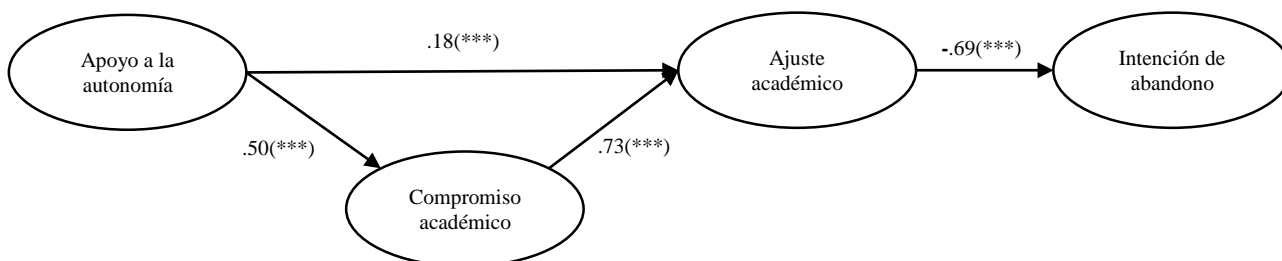 .18(***)
-.69(***)
Apoyo a la
autonomía
Ajuste
académico
Intención de
abandono
.50(***)
.73(***)
Compromiso
académico